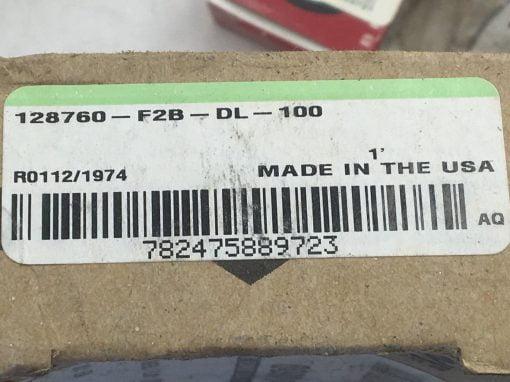 128760-F2B-DL-100
1'
R0112/1974 MADE IN THE USA
AQ
782475889723